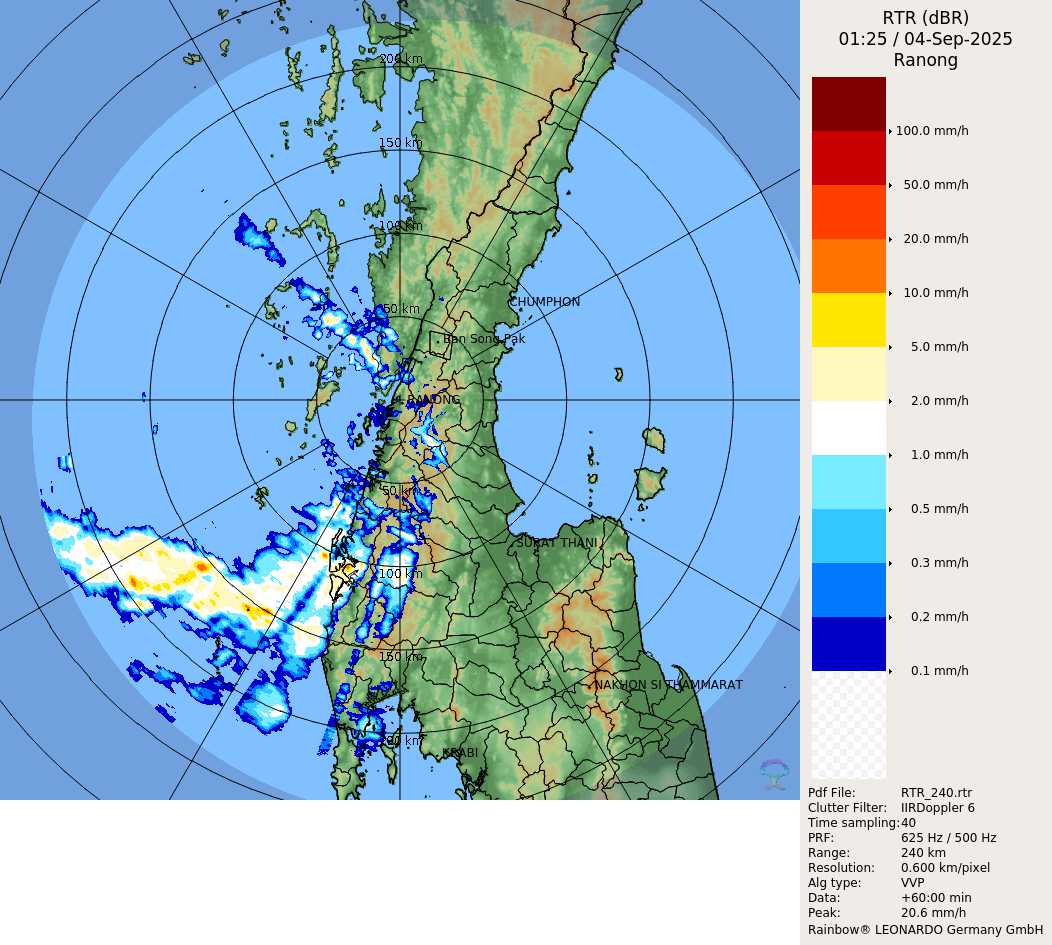 RTR (dBR)
01:25 / 04-Sep-2025
Ranong
100.0 mm/h
50.0 mm/h
20.0 mm/h
10.0 mm/h
5.0 mm/h
2.0 mm/h
1.0 mm/h
0.5 mm/h
0.3 mm/h
0.2 mm/h
0.1 mm/h
200 km
150 km
100 km
CHUMPHON
50 km
Ban Song Pak
RANONG
50 km
SURAT THANI
100 km
150 km
NAKHON SI THAMMARAT
200 km
KRABI
Pdf File: RTR_240.rtr
Clutter Filter: IIRDoppler 6
Time sampling:40
PRF: 625 Hz / 500 Hz
Range: 240 km
Resolution: 0.600 km/pixel
Alg type: VVP
Data: +60:00 min
Peak: 20.6 mm/h
Rainbow® LEONARDO Germany GmbH